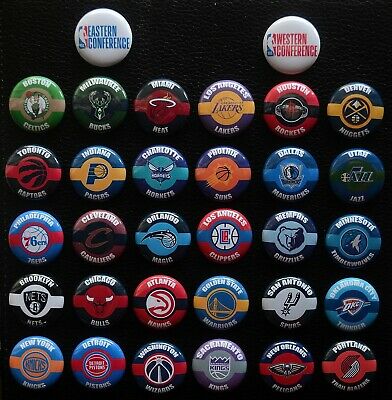 EASTERN
CONFERENCE
WESTERN
CONFERENCE
BOSTON
CELTICS
MILWAUKEE
BUCKS
MIAMI
HEAT
LOS ANGELES
LAKERS
HOUSTON
ROCKETS
DENVER
NUGGETS
TORONTO
RAPTORS
INDIANA
PACERS
CHARLOTTE
HORNETS
PHOENIX
SUNS
DALLAS
MAVERICKS
UTAH
JAZZ
PHILADELPHIA
76ERS
CLEVELAND
CAVALIERS
ORLANDO
MAGIC
LOS ANGELES
CLIPPERS
MEMPHIS
GRIZZLIES
MINNESOTA
TIMBERWOLVES
BROOKLYN
NETS
NETS
CHICAGO
BULLS
ATLANTA
HAWKS
GOLDEN STATE
WARRIORS
SAN ANTONIO
SPURS
OKLAHOMA CITY
THUNDER
NEW YORK
KNICKS
DETROIT
PISTONS
WASHINGTON
WIZARDS
SACRAMENTO
KINGS
NEW ORLEANS
PELICANS
PORTLAND
TRAIL BLAZERS